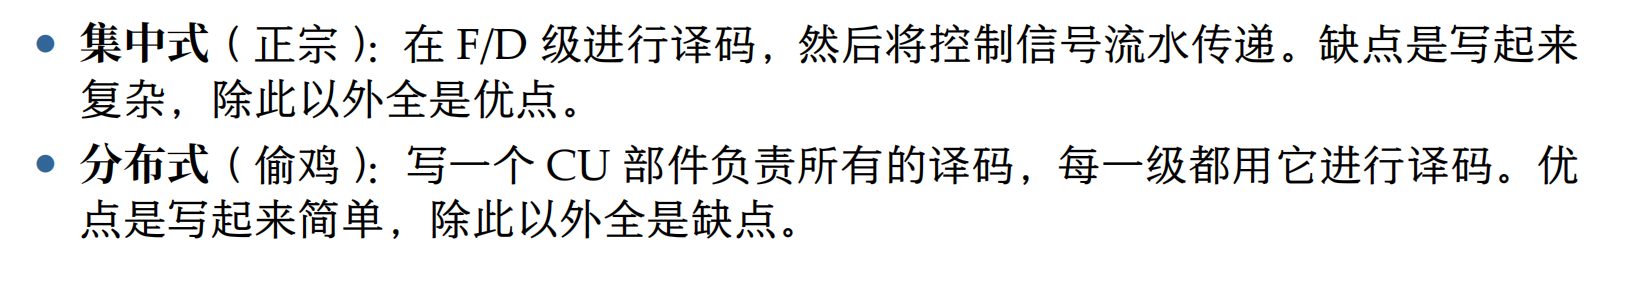 • 集中式（正宗）：在 F/D 级进行译码，然后将控制信号流水传递。缺点是写起来
复杂，除此以外全是优点。
• 分布式（偷鸡）：写一个 CU 部件负责所有的译码，每一级都用它进行译码。优
点是写起来简单，除此以外全是缺点。